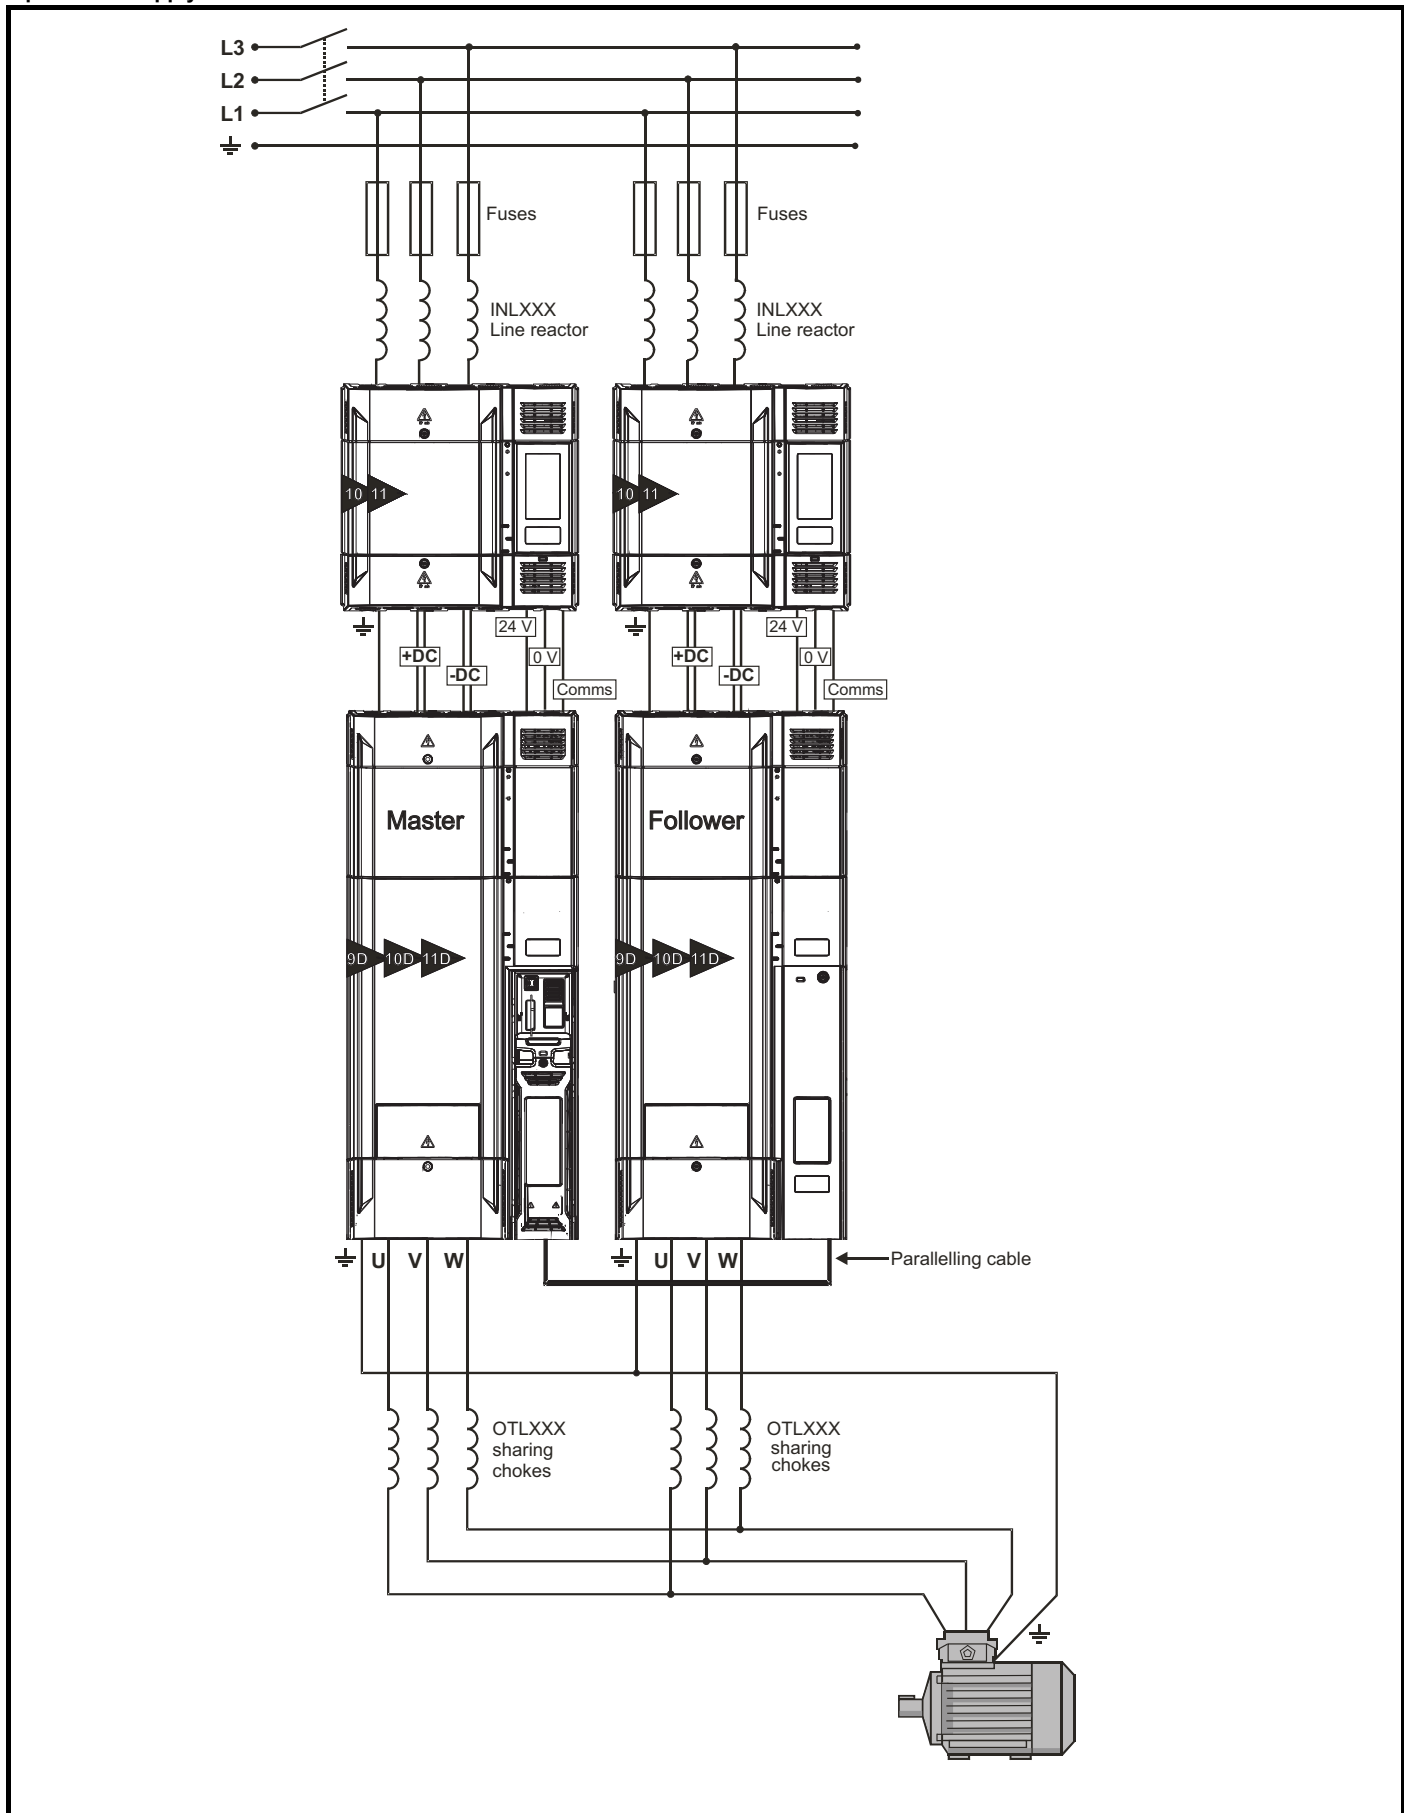 L3
L2
L1
Fuses
Fuses
INLXXX
Line reactor
INLXXX
Line reactor
10 11
10 11
24 V
24 V
+DC
0 V
+DC
0 V
-DC
-DC
Comms
Comms
Master
Follower
9D 10D 11D
9D 10D 11D
U V W
U V W
Parallelling cable
OTLXXX
sharing
chokes
OTLXXX
sharing
chokes